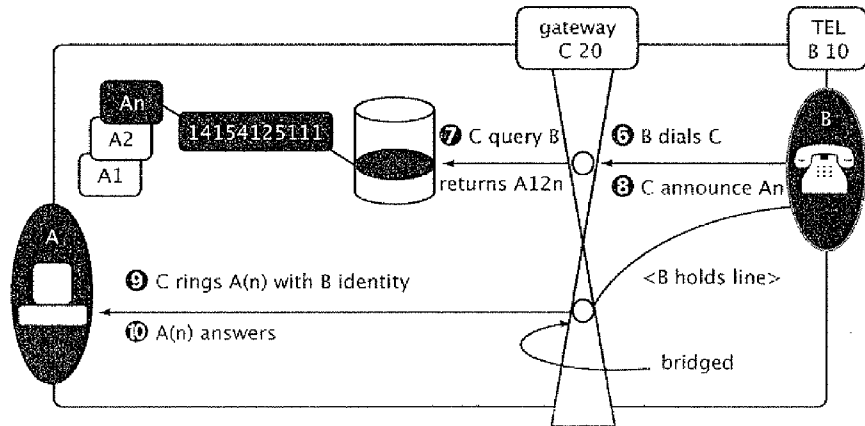 gateway
C 20
TEL
B 10
An
A2
A1
14154125111
❼ C query B
returns A12n
❻ B dials C
❽ C announce An
B
A
❾ C rings A(n) with B identity
❿ A(n) answers
<B holds line>
bridged